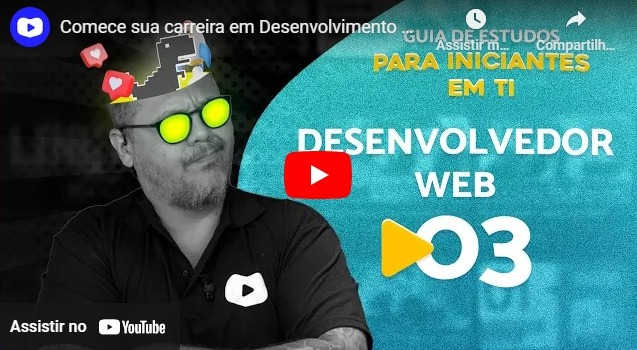 Comece sua carreira em Desenvolvimento ...
Assistir m...
Compartilh...
GUIA DE ESTUDOS
PARA INICIANTES
EM TI
DESENVOLVEDOR
WEB
03
Assistir no YouTube